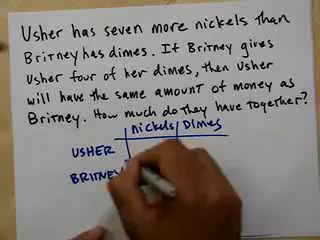 Usher has seven more nickels than
Britney has dimes. If Britney gives
Usher four of her dimes, then Usher
will have the same amount of money as
Britney. How much do they have together?
Nickels Dimes
USHER
BRITNEY